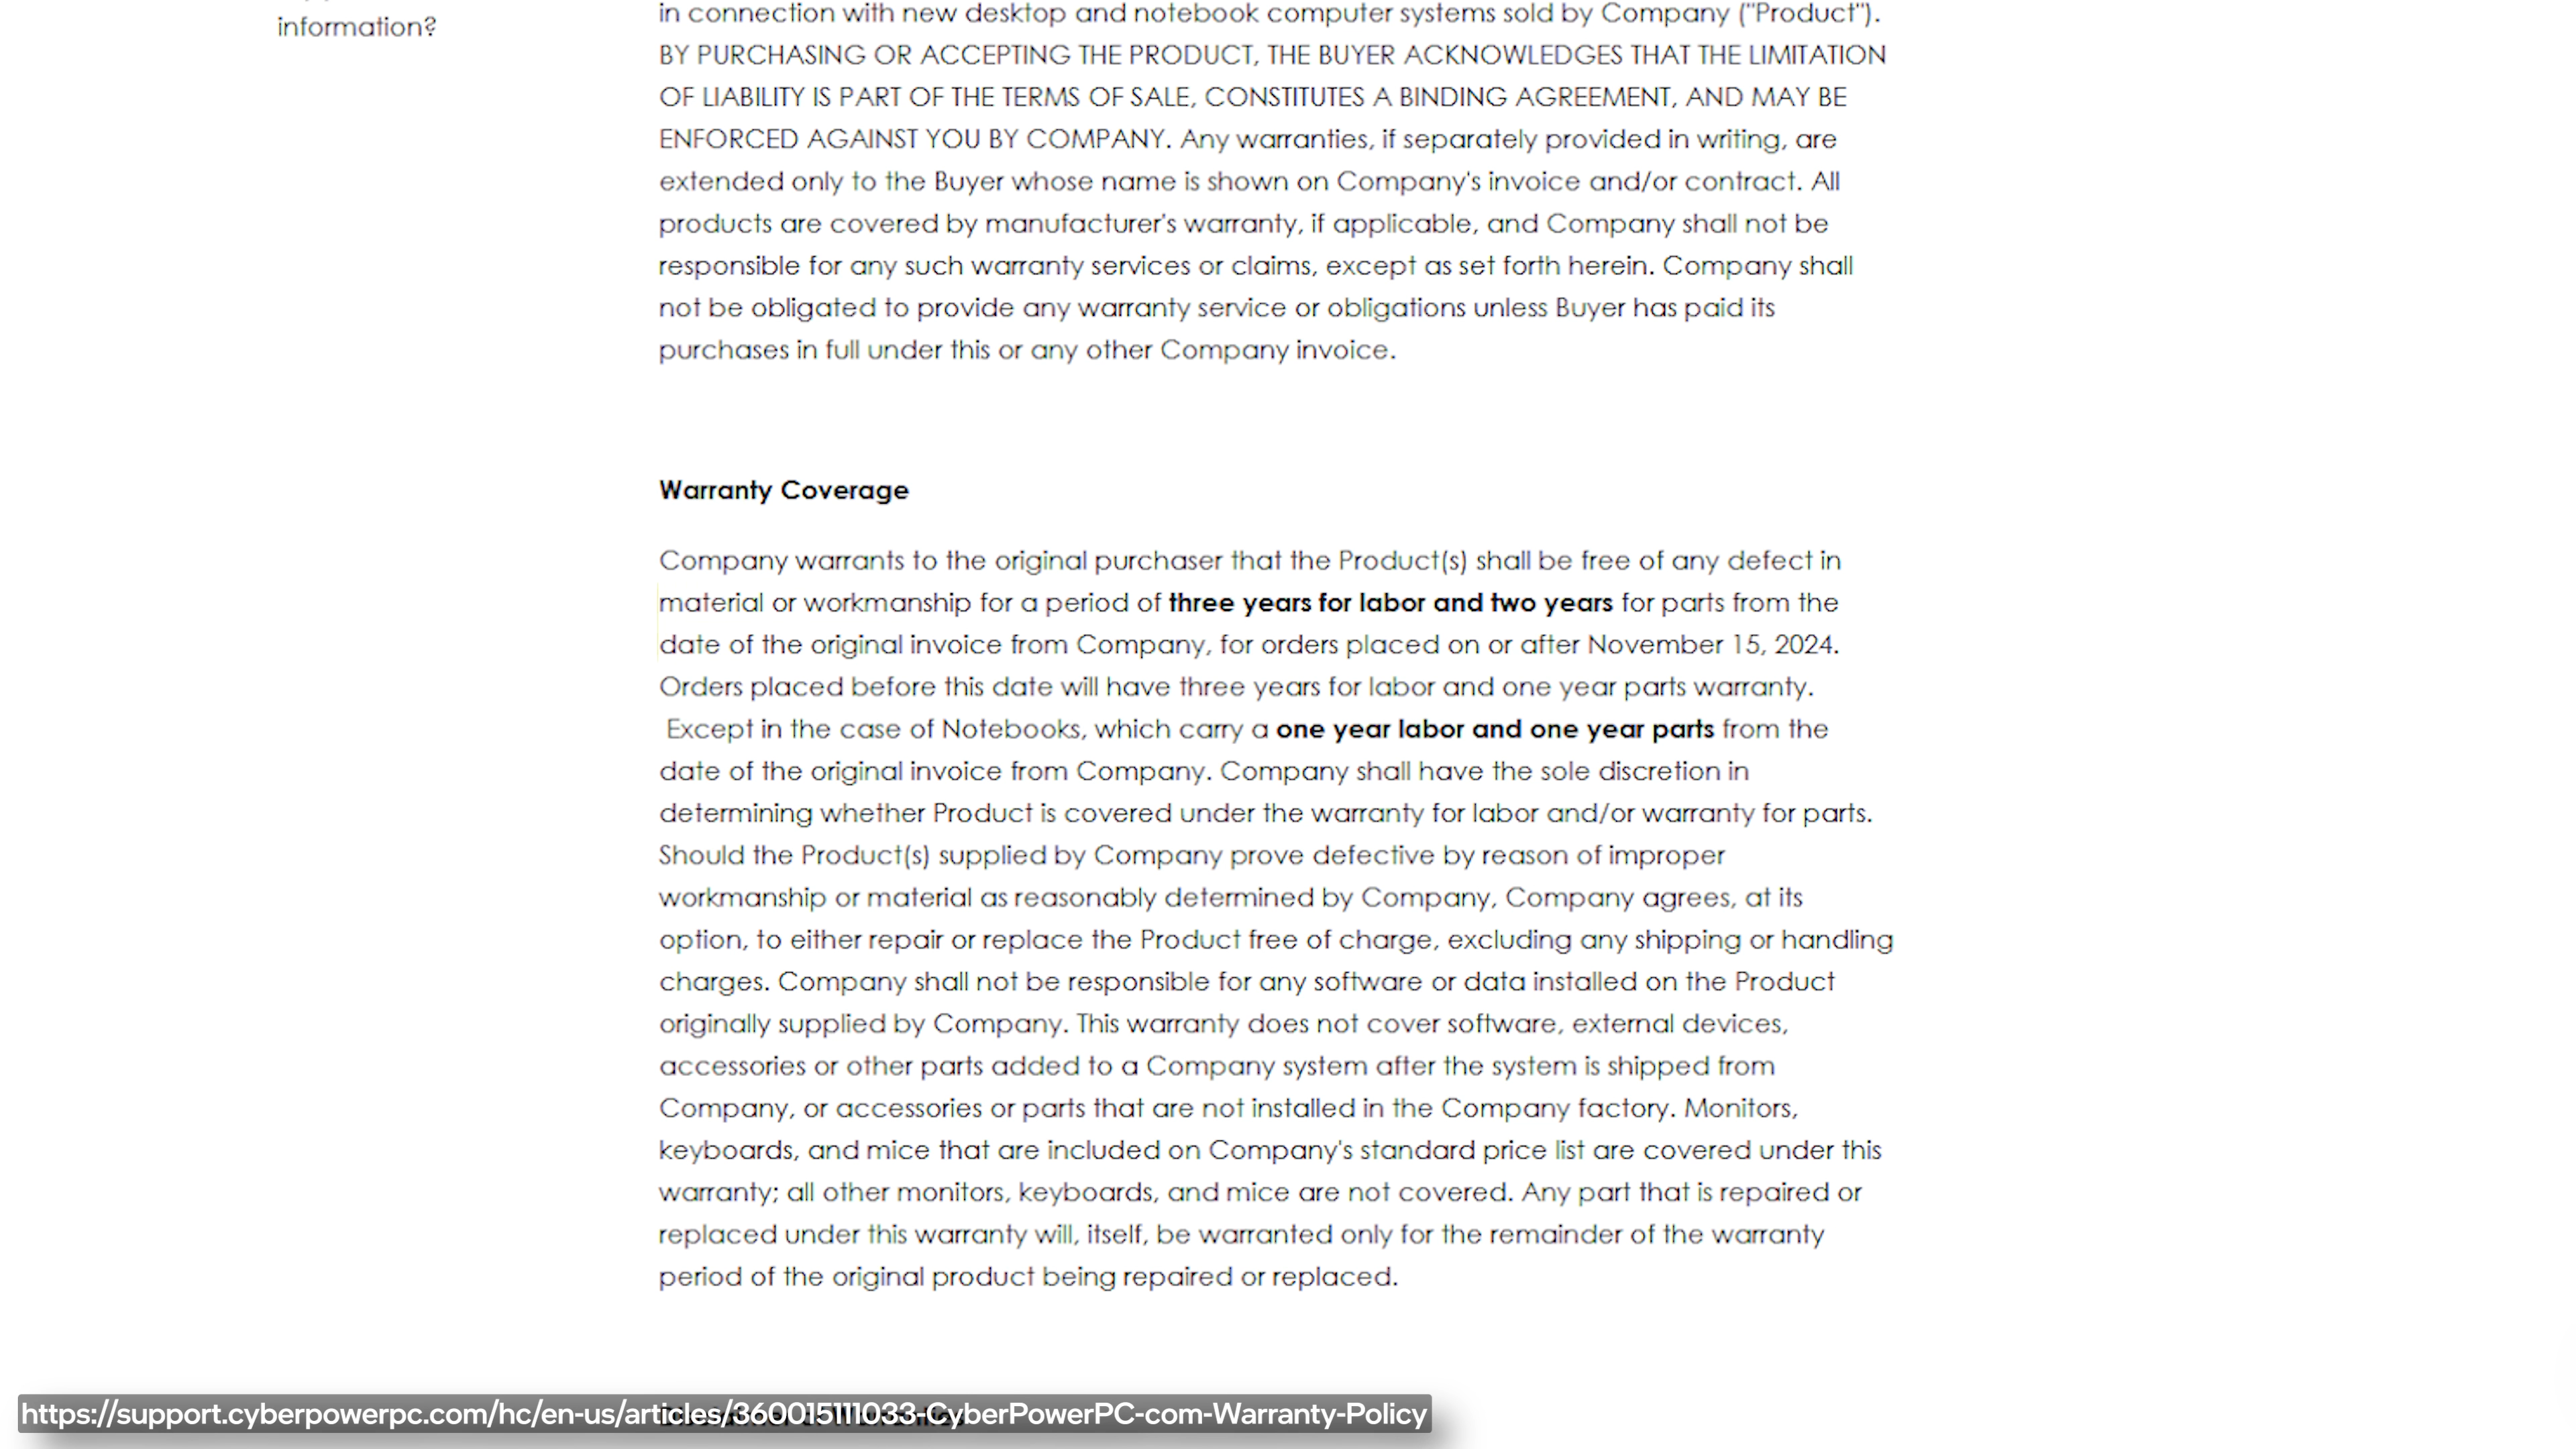 information?
in connection with new desktop and notebook computer systems sold by Company ("Product").
BY PURCHASING OR ACCEPTING THE PRODUCT, THE BUYER ACKNOWLEDGES THAT THE LIMITATION
OF LIABILITY IS PART OF THE TERMS OF SALE, CONSTITUTES A BINDING AGREEMENT, AND MAY BE
ENFORCED AGAINST YOU BY COMPANY. Any warranties, if separately provided in writing, are
extended only to the Buyer whose name is shown on Company's invoice and/or contract. All
products are covered by manufacturer's warranty, if applicable, and Company shall not be
responsible for any such warranty services or claims, except as set forth herein. Company shall
not be obligated to provide any warranty service or obligations unless Buyer has paid its
purchases in full under this or any other Company invoice.
Warranty Coverage
Company warrants to the original purchaser that the Product(s) shall be free of any defect in
material or workmanship for a period of three years for labor and two years for parts from the
date of the original invoice from Company, for orders placed on or after November 15, 2024.
Orders placed before this date will have three years for labor and one year parts warranty.
Except in the case of Notebooks, which carry a one year labor and one year parts from the
date of the original invoice from Company. Company shall have the sole discretion in
determining whether Product is covered under the warranty for labor and/or warranty for parts.
Should the Product(s) supplied by Company prove defective by reason of improper
workmanship or material as reasonably determined by Company, Company agrees, at its
option, to either repair or replace the Product free of charge, excluding any shipping or handling
charges. Company shall not be responsible for any software or data installed on the Product
originally supplied by Company. This warranty does not cover software, external devices,
accessories or other parts added to a Company system after the system is shipped from
Company, or accessories or parts that are not installed in the Company factory. Monitors,
keyboards, and mice that are included on Company's standard price list are covered under this
warranty; all other monitors, keyboards, and mice are not covered. Any part that is repaired or
replaced under this warranty will, itself, be warranted only for the remainder of the warranty
period of the original product being repaired or replaced.
https://support.cyberpowerpc.com/hc/en-us/articles/360015111033-CyberPowerPC-com-Warranty-Policy